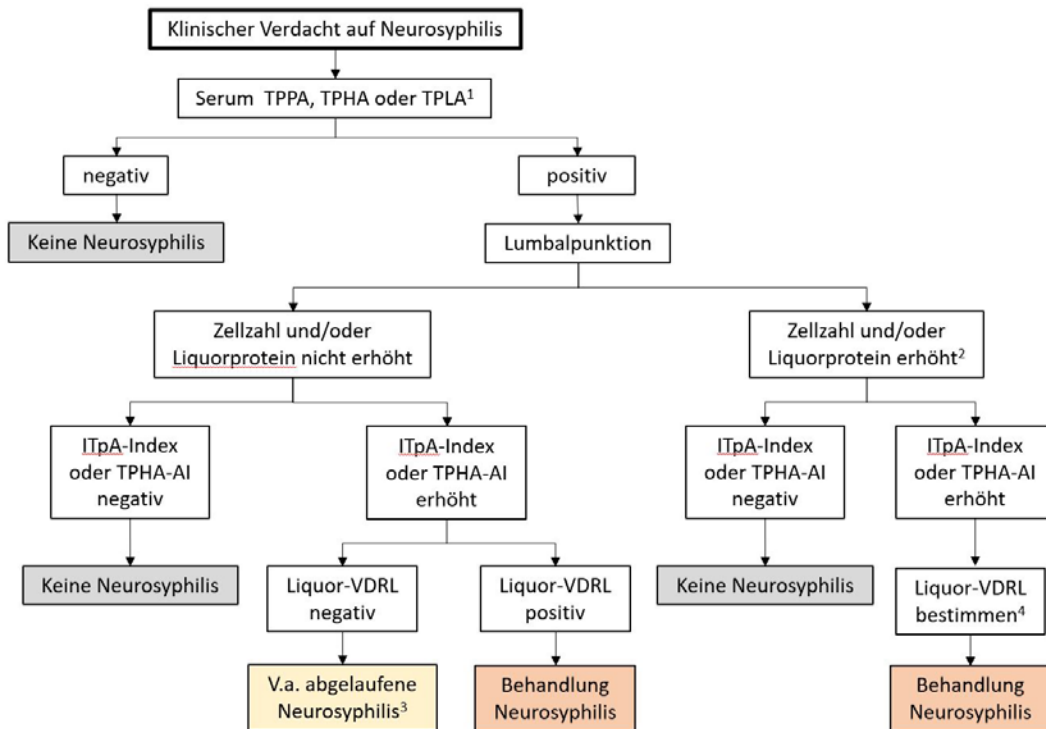 Klinischer Verdacht auf Neurosyphilis
Serum TPPA, TPHA oder TPLA¹
negativ
positiv
Keine Neurosyphilis
Lumbalpunktion
Zellzahl und/oder
Liquorprotein nicht erhöht
Zellzahl und/oder
Liquorprotein erhöht²
ITpA-Index
oder TPHA-AI
negativ
ITpA-Index
oder TPHA-AI
erhöht
ITpA-Index
oder TPHA-AI
negativ
ITpA-Index
oder TPHA-AI
erhöht
Keine Neurosyphilis
Liquor-VDRL
negativ
Liquor-VDRL
positiv
Keine Neurosyphilis
Liquor-VDRL
bestimmen⁴
V.a. abgelaufene
Neurosyphilis³
Behandlung
Neurosyphilis
Behandlung
Neurosyphilis